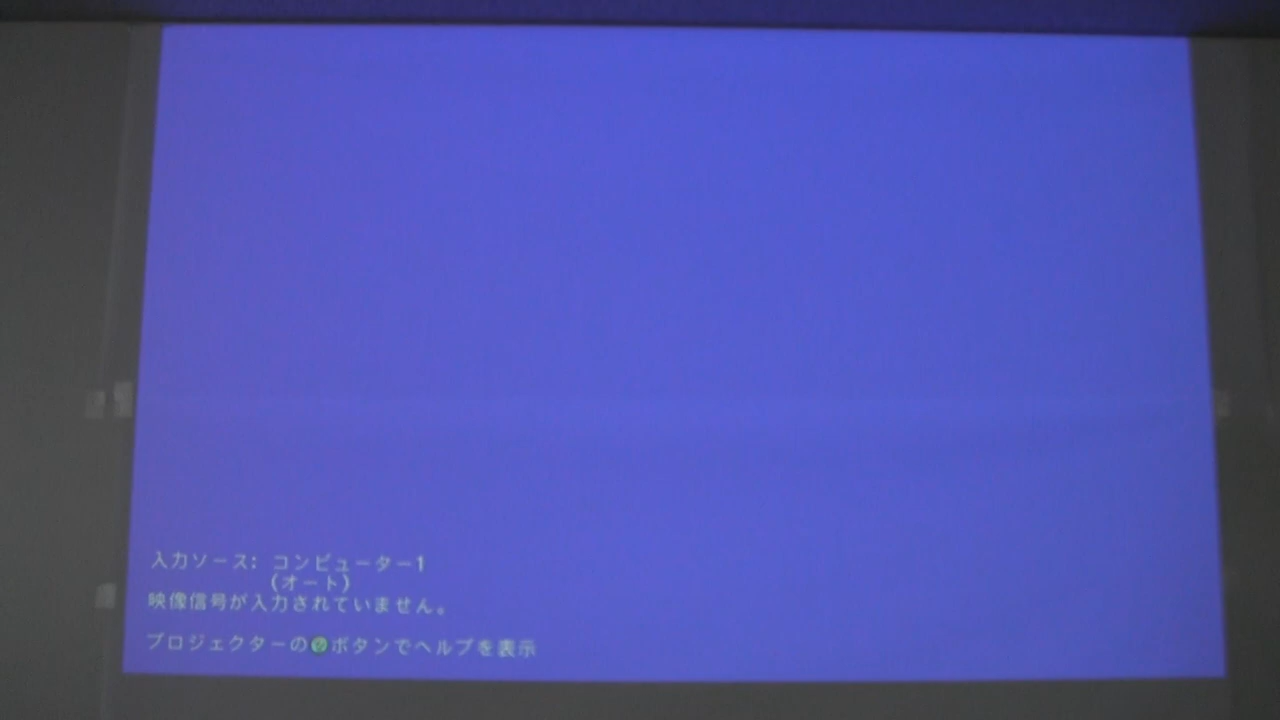 入力ソース: コンピューター1
(オート)
映像信号が入力されていません。
プロジェクターの?ボタンでヘルプを表示